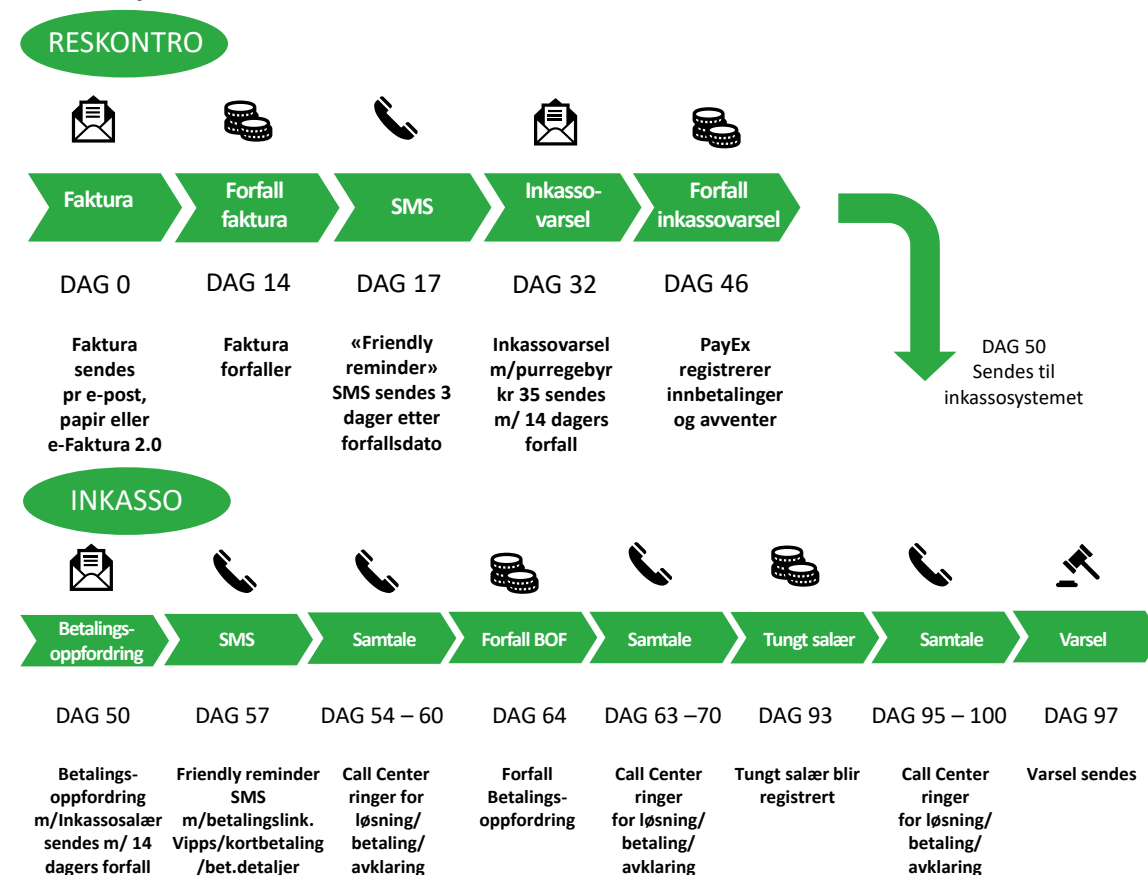 RESKONTRO
Faktura
Forfall
faktura
SMS
Inkasso-
varsel
Forfall
inkassovarsel
DAG 0
DAG 14
DAG 17
DAG 32
DAG 46
Faktura
sendes
pr e-post,
papir eller
e-Faktura 2.0
Faktura
forfaller
«Friendly
reminder»
SMS sendes 3
dager etter
forfallsdato
Inkassovarsel
m/purregebyr
kr 35 sendes
m/ 14 dagers
forfall
PayEx
registrerer
innbetalinger
og avventer
DAG 50
Sendes til
inkassosystemet
INKASSO
Betalings-
oppfordring
SMS
Samtale
Forfall BOF
Samtale
Tungt salær
Samtale
Varsel
DAG 50
DAG 57
DAG 54 – 60
DAG 64
DAG 63 –70
DAG 93
DAG 95 – 100
DAG 97
Betalings-
oppfordring
m/Inkassosalær
sendes m/ 14
dagers forfall
Friendly reminder
SMS
m/betalingslink.
Vipps/kortbetaling
/bet.detaljer
Call Center
ringer for
løsning/
betaling/
avklaring
Forfall
Betalings-
oppfordring
Call Center
ringer
for løsning/
betaling/
avklaring
Tungt salær blir
registrert
Call Center
ringer
for løsning/
betaling/
avklaring
Varsel sendes